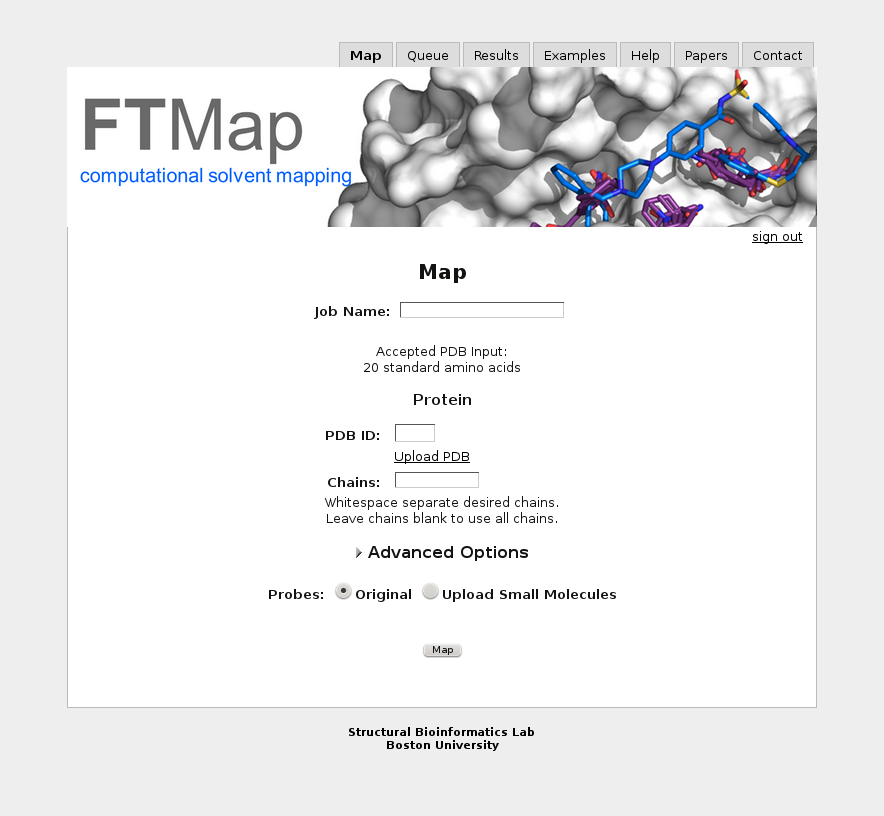 Map Queue Results Examples Help Papers Contact
FTMap
computational solvent mapping
sign out
Map
Job Name:
Accepted PDB Input:
20 standard amino acids
Protein
PDB ID:
Upload PDB
Chains:
Whitespace separate desired chains.
Leave chains blank to use all chains.
Advanced Options
Probes: Original Upload Small Molecules
Map
Structural Bioinformatics Lab
Boston University